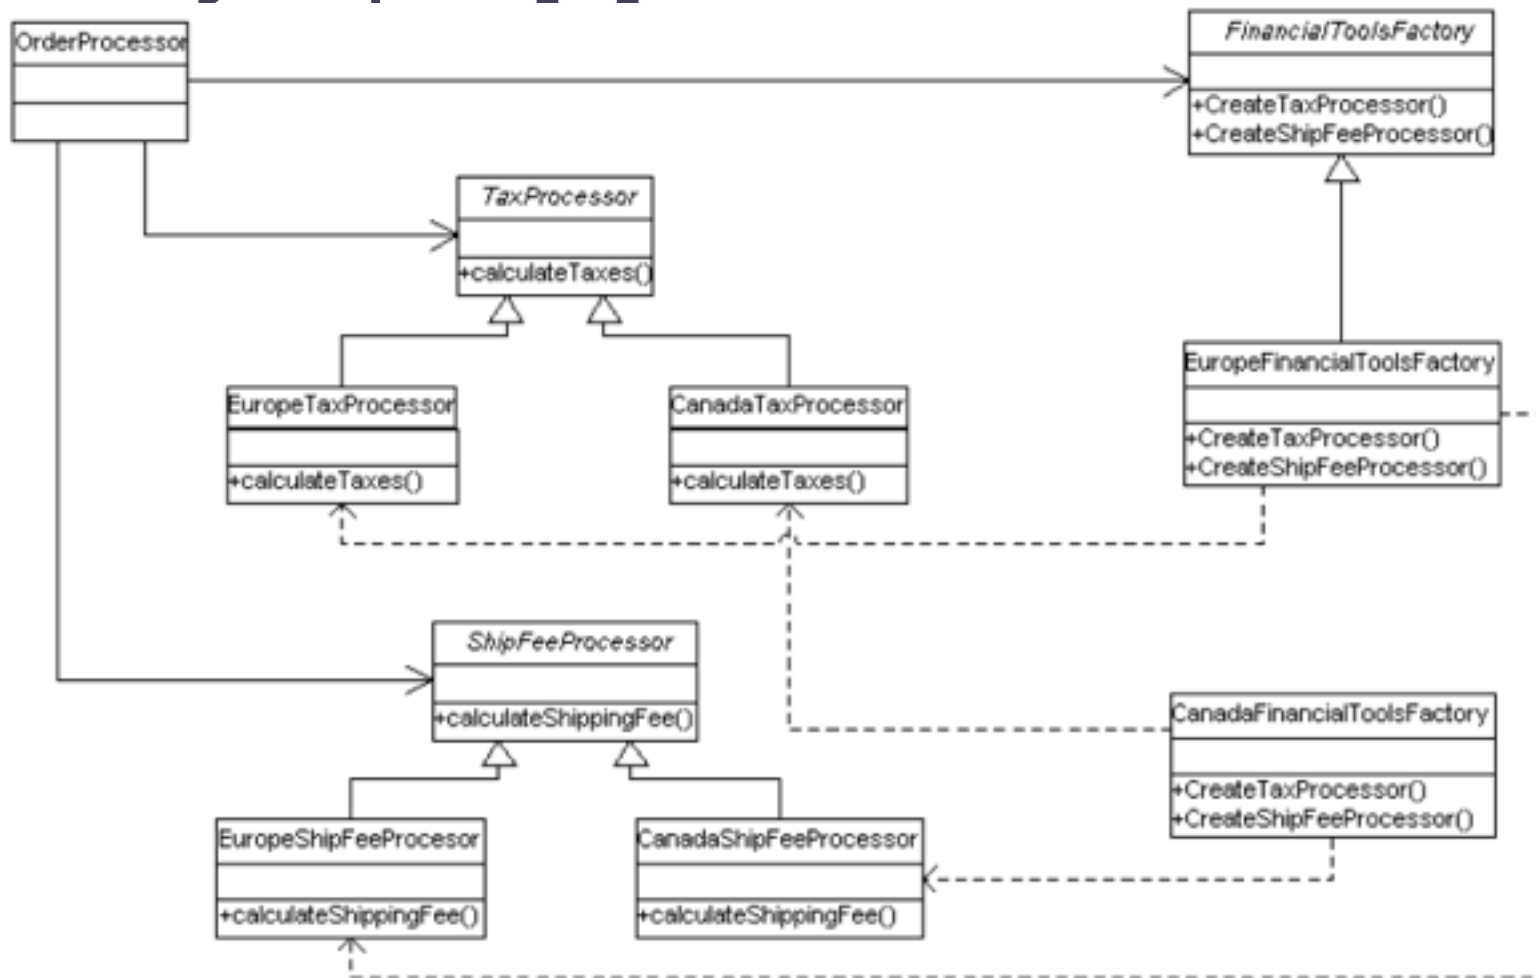 OrderProcessor
FinancialToolsFactory
+CreateTaxProcessor()
+CreateShipFeeProcessor()
TaxProcessor
+calculateTaxes()
EuropeFinancialToolsFactory
+CreateTaxProcessor()
+CreateShipFeeProcessor()
EuropeTaxProcessor
+calculateTaxes()
CanadaTaxProcessor
+calculateTaxes()
ShipFeeProcessor
+calculateShippingFee()
CanadaFinancialToolsFactory
+CreateTaxProcessor()
+CreateShipFeeProcessor()
EuropeShipFeeProcesor
+calculateShippingFee()
CanadaShipFeeProcessor
+calculateShippingFee()